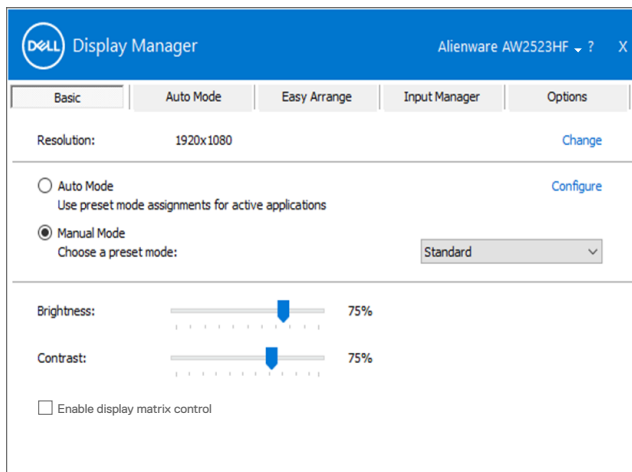 DELL Display Manager Alienware AW2523HF ? X
Basic Auto Mode Easy Arrange Input Manager Options
Resolution: 1920x1080 Change
Auto Mode Configure
Use preset mode assignments for active applications
Manual Mode
Choose a preset mode: Standard
Brightness: 75%
Contrast: 75%
Enable display matrix control